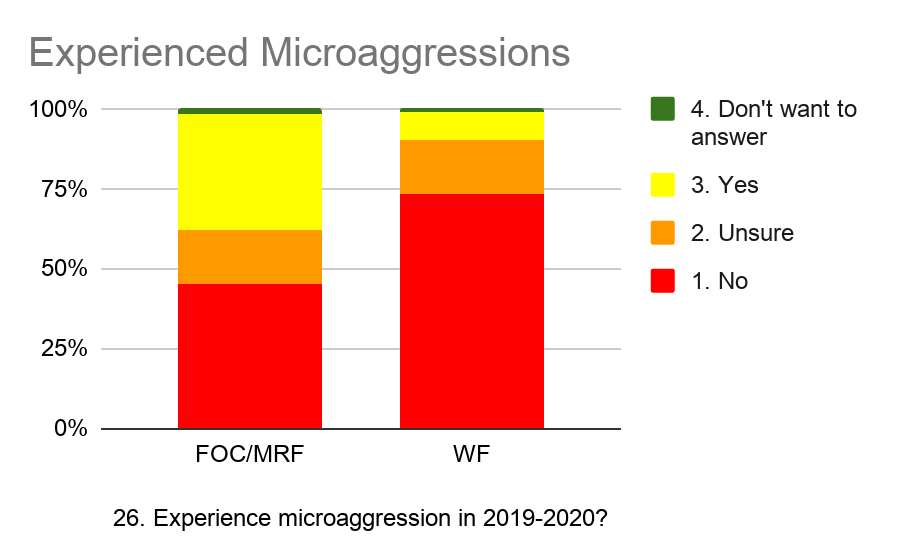 Experienced Microaggressions
100%
75%
50%
25%
0%
FOC/MRF
WF
4. Don't want to
answer
3. Yes
2. Unsure
1. No
26. Experience microaggression in 2019-2020?